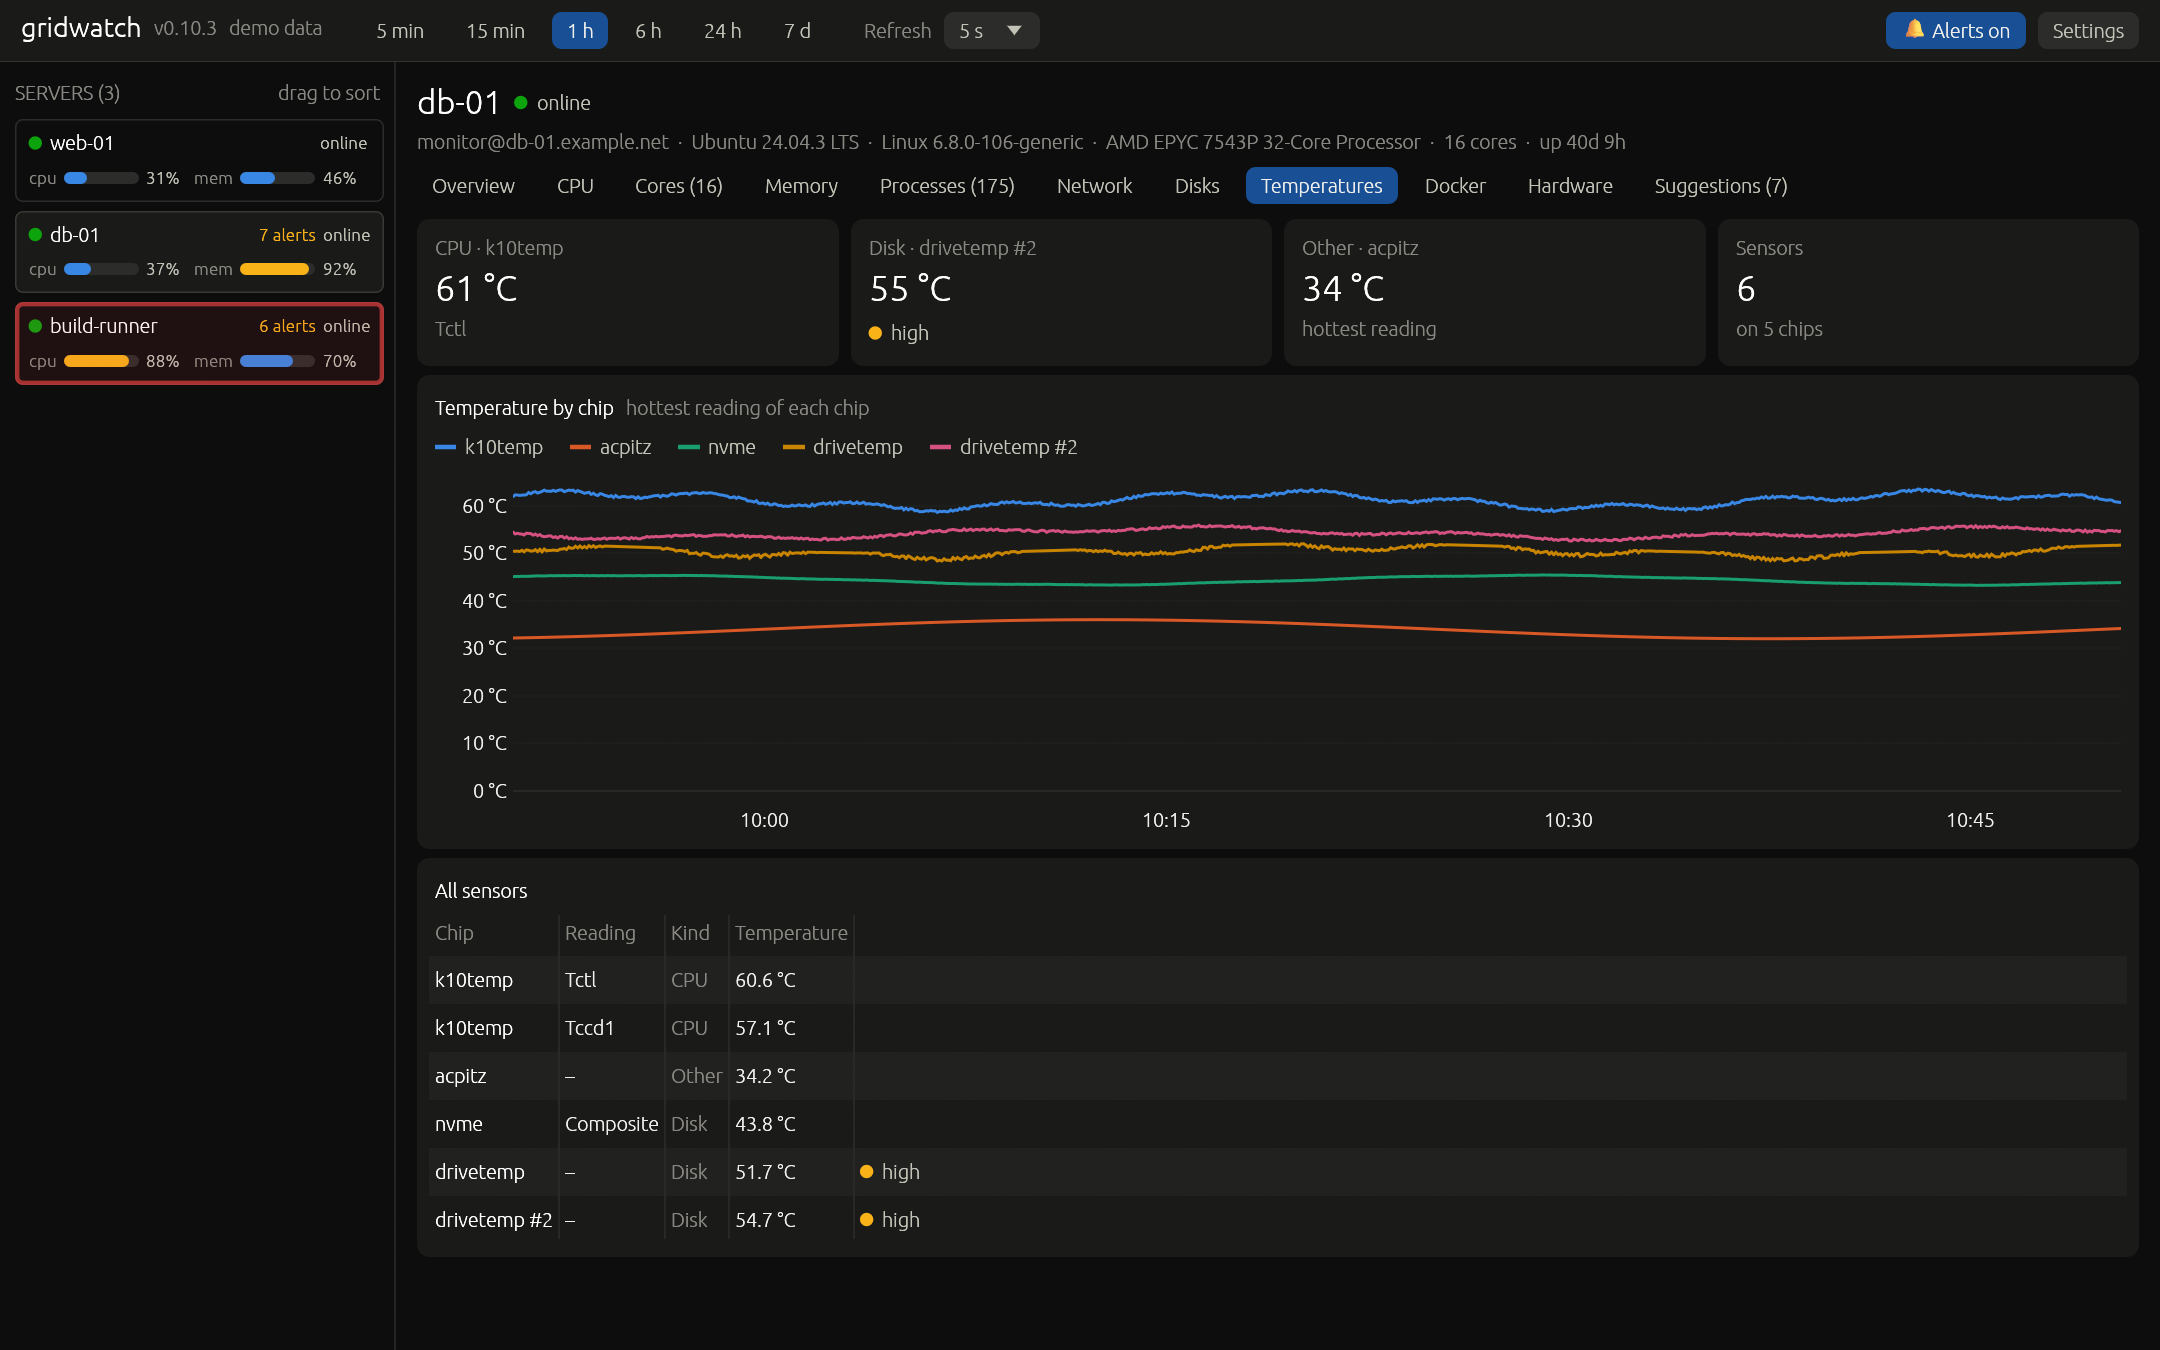 gridwatch v0.10.3 demo data 5 min 15 min 1 h 6 h 24 h 7 d Refresh 5 s Alerts on Settings
SERVERS (3) drag to sort
web-01 online
cpu 31% mem 46%
db-01 7 alerts online
cpu 37% mem 92%
build-runner 6 alerts online
cpu 88% mem 70%
db-01 online
monitor@db-01.example.net · Ubuntu 24.04.3 LTS · Linux 6.8.0-106-generic · AMD EPYC 7543P 32-Core Processor · 16 cores · up 40d 9h
Overview CPU Cores (16) Memory Processes (175) Network Disks Temperatures Docker Hardware Suggestions (7)
CPU · k10temp
61 °C
Tctl
Disk · drivetemp #2
55 °C
high
Other · acpitz
34 °C
hottest reading
Sensors
6
on 5 chips
Temperature by chip hottest reading of each chip
k10temp acpitz nvme drivetemp drivetemp #2
60 °C
50 °C
40 °C
30 °C
20 °C
10 °C
0 °C
10:00 10:15 10:30 10:45
All sensors
Chip Reading Kind Temperature
k10temp Tctl CPU 60.6 °C
k10temp Tccd1 CPU 57.1 °C
acpitz – Other 34.2 °C
nvme Composite Disk 43.8 °C
drivetemp – Disk 51.7 °C high
drivetemp #2 – Disk 54.7 °C high